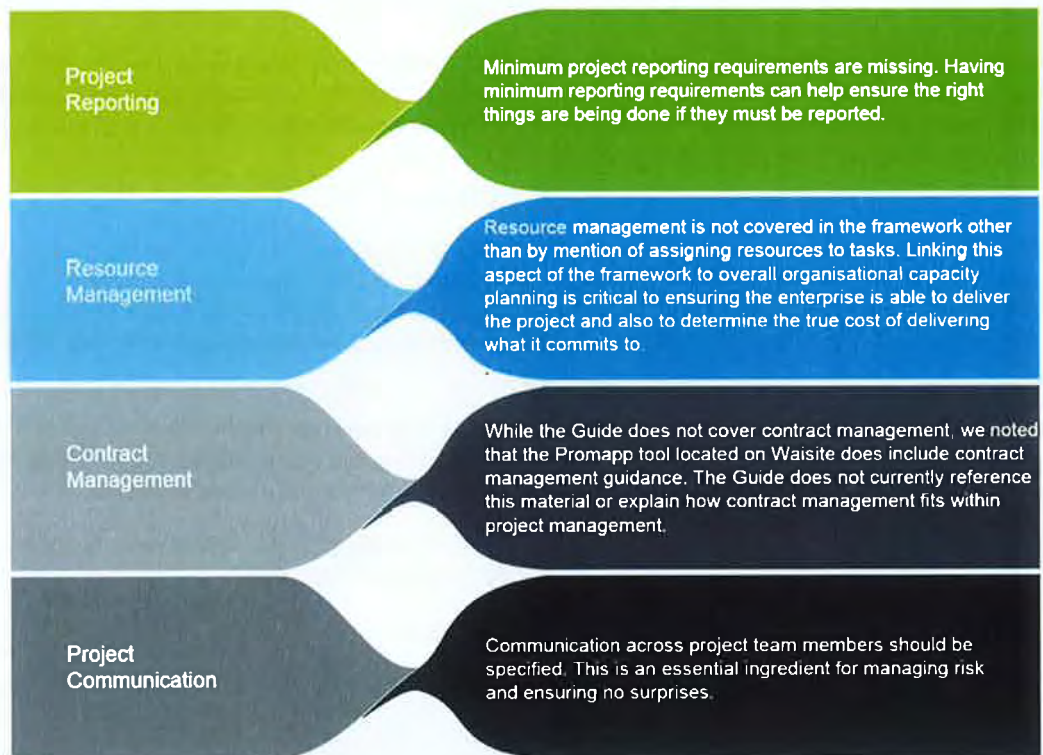 Project
Reporting
Minimum project reporting requirements are missing. Having
minimum reporting requirements can help ensure the right
things are being done if they must be reported.
Resource
Management
Resource management is not covered in the framework other
than by mention of assigning resources to tasks. Linking this
aspect of the framework to overall organisational capacity
planning is critical to ensuring the enterprise is able to deliver
the project and also to determine the true cost of delivering
what it commits to.
Contract
Management
While the Guide does not cover contract management, we noted
that the Promapp tool located on Waisite does include contract
management guidance. The Guide does not currently reference
this material or explain how contract management fits within
project management.
Project
Communication
Communication across project team members should be
specified. This is an essential ingredient for managing risk
and ensuring no surprises.